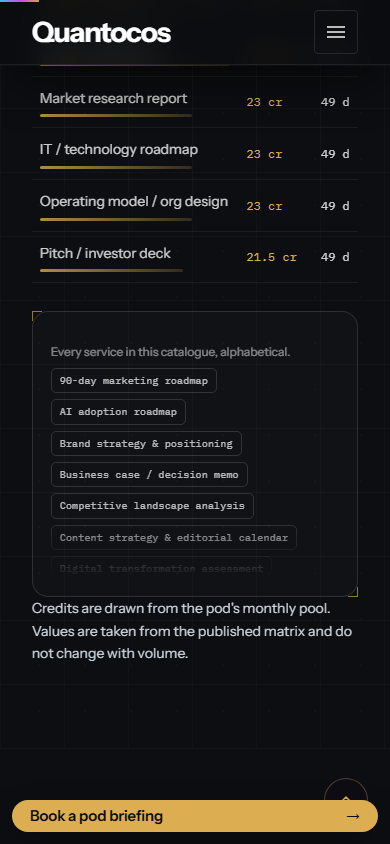 Quantocos
Market research report 23 cr 49 d
IT / technology roadmap 23 cr 49 d
Operating model / org design 23 cr 49 d
Pitch / investor deck 21.5 cr 49 d
Every service in this catalogue, alphabetical.
90-day marketing roadmap
AI adoption roadmap
Brand strategy & positioning
Business case / decision memo
Competitive landscape analysis
Content strategy & editorial calendar
Digital transformation assessment
Credits are drawn from the pod's monthly pool.
Values are taken from the published matrix and do
not change with volume.
Book a pod briefing →